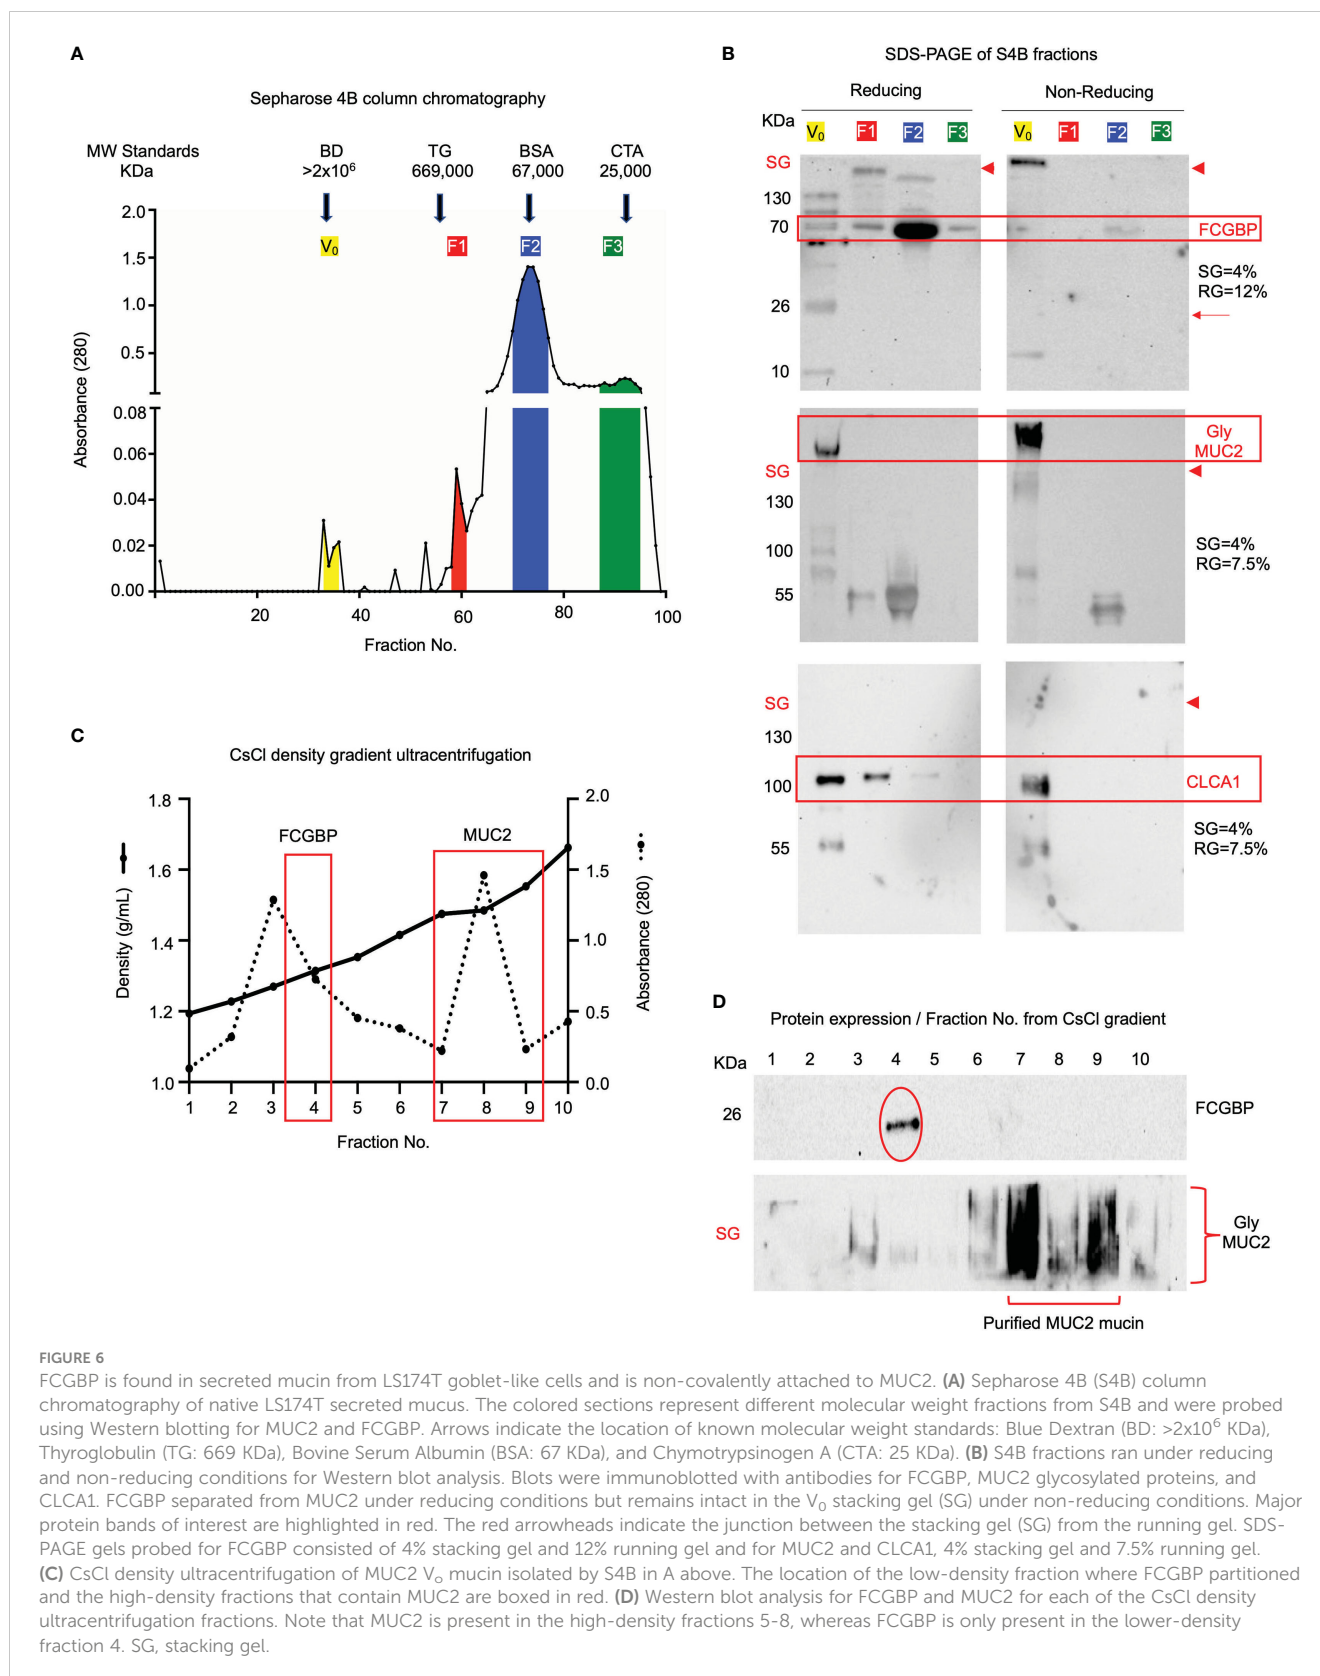 A
Sepharose 4B column chromatography
MW Standards
KDa
BD
>2x10⁶
TG
669,000
BSA
67,000
CTA
25,000
V₀
F1
F2
F3
2.0
1.5
1.0
0.5
0.08
0.06
0.04
0.02
0.00
Absorbance (280)
20
40
60
80
100
Fraction No.
B
SDS-PAGE of S4B fractions
Reducing
Non-Reducing
KDa
V₀
F1
F2
F3
V₀
F1
F2
F3
SG
130
70
26
10
FCGBP
SG=4%
RG=12%
SG
130
100
55
Gly
MUC2
SG=4%
RG=7.5%
SG
130
100
55
CLCA1
SG=4%
RG=7.5%
C
CsCl density gradient ultracentrifugation
FCGBP
MUC2
1.8
1.6
1.4
1.2
1.0
Density (g/mL)
2.0
1.5
1.0
0.5
0.0
Absorbance (280)
1 2 3 4 5 6 7 8 9 10
Fraction No.
D
Protein expression / Fraction No. from CsCl gradient
KDa
1 2 3 4 5 6 7 8 9 10
26
FCGBP
SG
Gly
MUC2
Purified MUC2 mucin
FIGURE 6
FCGBP is found in secreted mucin from LS174T goblet-like cells and is non-covalently attached to MUC2. (A) Sepharose 4B (S4B) column
chromatography of native LS174T secreted mucus. The colored sections represent different molecular weight fractions from S4B and were probed
using Western blotting for MUC2 and FCGBP. Arrows indicate the location of known molecular weight standards: Blue Dextran (BD: >2x10⁶ KDa),
Thyroglobulin (TG: 669 KDa), Bovine Serum Albumin (BSA: 67 KDa), and Chymotrypsinogen A (CTA: 25 KDa). (B) S4B fractions ran under reducing
and non-reducing conditions for Western blot analysis. Blots were immunoblotted with antibodies for FCGBP, MUC2 glycosylated proteins, and
CLCA1. FCGBP separated from MUC2 under reducing conditions but remains intact in the V₀ stacking gel (SG) under non-reducing conditions. Major
protein bands of interest are highlighted in red. The red arrowheads indicate the junction between the stacking gel (SG) from the running gel. SDS-
PAGE gels probed for FCGBP consisted of 4% stacking gel and 12% running gel and for MUC2 and CLCA1, 4% stacking gel and 7.5% running gel.
(C) CsCl density ultracentrifugation of MUC2 Vₒ mucin isolated by S4B in A above. The location of the low-density fraction where FCGBP partitioned
and the high-density fractions that contain MUC2 are boxed in red. (D) Western blot analysis for FCGBP and MUC2 for each of the CsCl density
ultracentrifugation fractions. Note that MUC2 is present in the high-density fractions 5-8, whereas FCGBP is only present in the lower-density
fraction 4. SG, stacking gel.